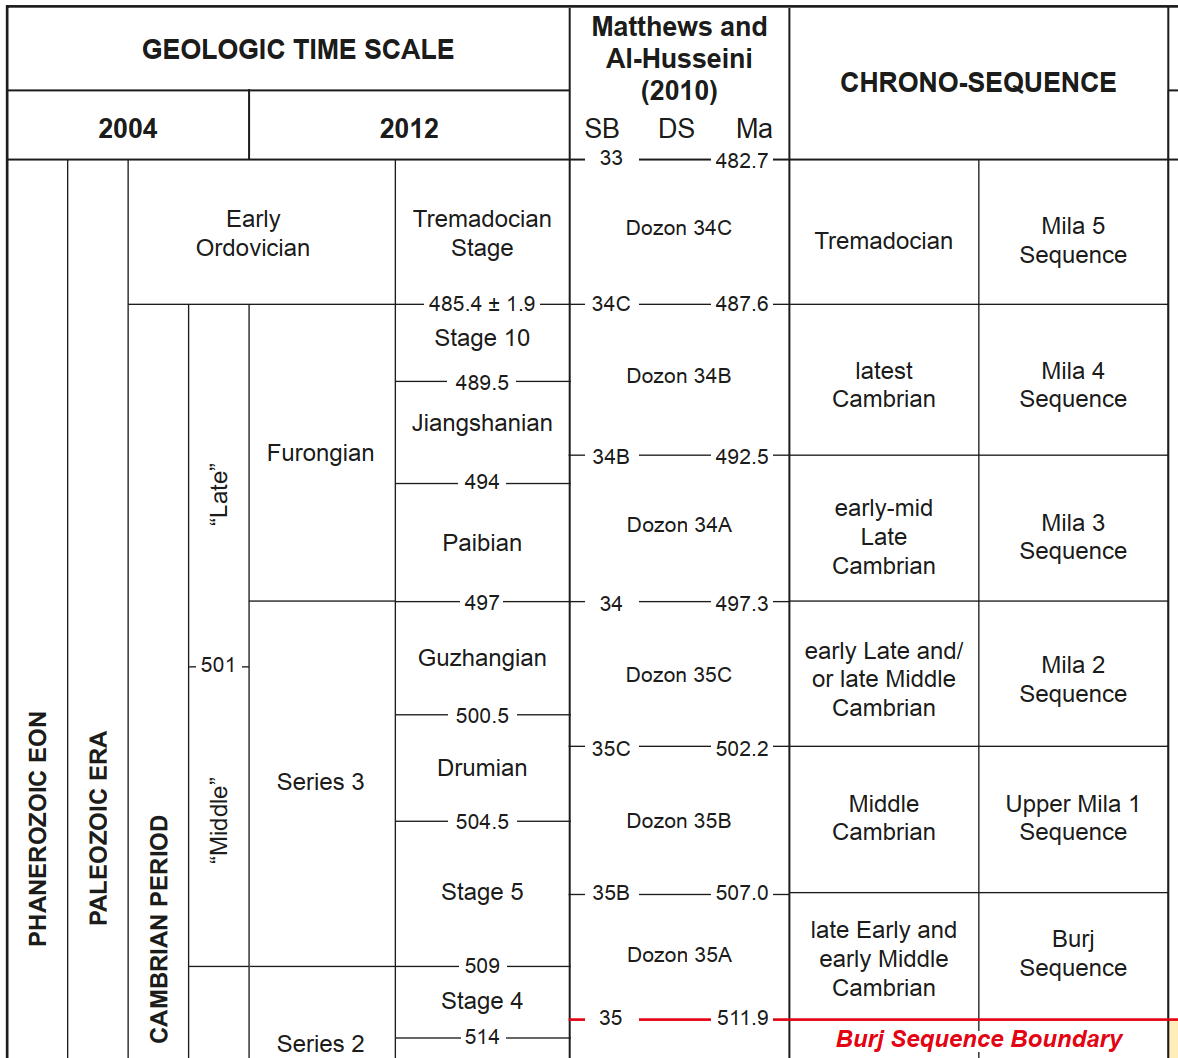 GEOLOGIC TIME SCALE
Matthews and
Al-Husseini
(2010)
CHRONO-SEQUENCE
2004
2012
SB DS Ma
33 482.7
Early
Ordovician
Tremadocian
Stage
Dozon 34C
Tremadocian
Mila 5
Sequence
485.4 ± 1.9
34C 487.6
Stage 10
Dozon 34B
latest
Cambrian
Mila 4
Sequence
489.5
Jiangshanian
Furongian
"Late"
34B 492.5
494
Dozon 34A
early-mid
Late
Cambrian
Mila 3
Sequence
Paibian
497
34 497.3
501
Guzhangian
Dozon 35C
early Late and/
or late Middle
Cambrian
Mila 2
Sequence
500.5
35C 502.2
Drumian
Series 3
"Middle"
Dozon 35B
Middle
Cambrian
Upper Mila 1
Sequence
504.5
Stage 5
35B 507.0
Dozon 35A
late Early and
early Middle
Cambrian
Burj
Sequence
509
Stage 4
35 511.9
514
Series 2
Burj Sequence Boundary
PHANEROZOIC EON
PALEOZOIC ERA
CAMBRIAN PERIOD